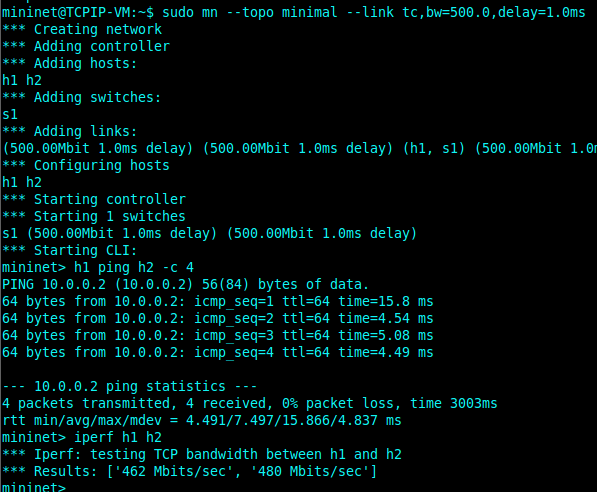 mininet@TCPIP-VM:~$ sudo mn --topo minimal --link tc,bw=500.0,delay=1.0ms
*** Creating network
*** Adding controller
*** Adding hosts:
h1 h2
*** Adding switches:
s1
*** Adding links:
(500.00Mbit 1.0ms delay) (500.00Mbit 1.0ms delay) (h1, s1) (500.00Mbit 1.0m
*** Configuring hosts
h1 h2
*** Starting controller
*** Starting 1 switches
s1 (500.00Mbit 1.0ms delay) (500.00Mbit 1.0ms delay)
*** Starting CLI:
mininet> h1 ping h2 -c 4
PING 10.0.0.2 (10.0.0.2) 56(84) bytes of data.
64 bytes from 10.0.0.2: icmp_seq=1 ttl=64 time=15.8 ms
64 bytes from 10.0.0.2: icmp_seq=2 ttl=64 time=4.54 ms
64 bytes from 10.0.0.2: icmp_seq=3 ttl=64 time=5.08 ms
64 bytes from 10.0.0.2: icmp_seq=4 ttl=64 time=4.49 ms

--- 10.0.0.2 ping statistics ---
4 packets transmitted, 4 received, 0% packet loss, time 3003ms
rtt min/avg/max/mdev = 4.491/7.497/15.866/4.837 ms
mininet> iperf h1 h2
*** Iperf: testing TCP bandwidth between h1 and h2
*** Results: ['462 Mbits/sec', '480 Mbits/sec']
mininet>